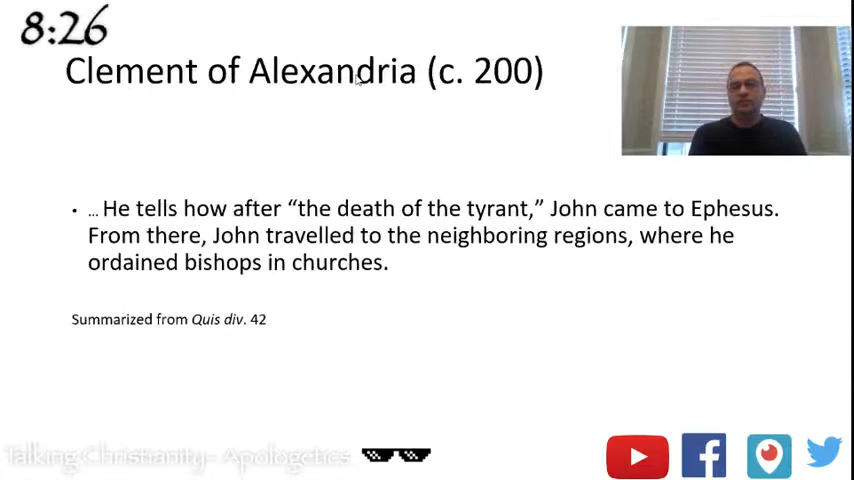 8:26
Clement of Alexandria (c. 200)
• … He tells how after “the death of the tyrant,” John came to Ephesus.
From there, John travelled to the neighboring regions, where he
ordained bishops in churches.
Summarized from Quis div. 42
Talking Christianity- Apologetics